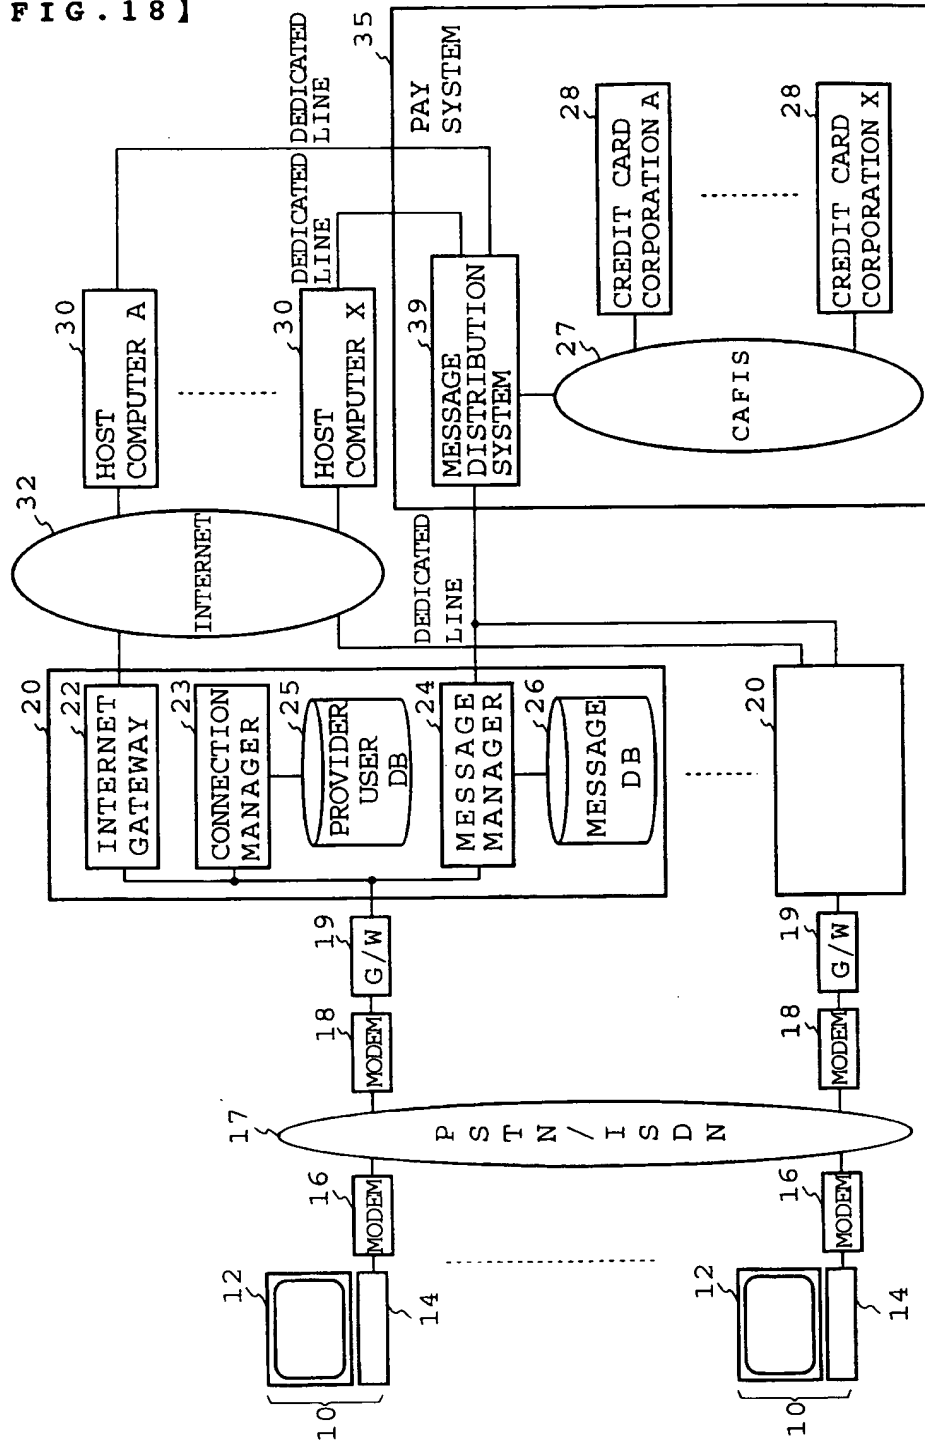 FIG.18】
10
12
14
16
MODEM
17
PSTN/ISDN
18
MODEM
19
G/W
20
22
INTERNET
GATEWAY
23
CONNECTION
MANAGER
25
PROVIDER
USER
DB
24
MESSAGE
MANAGER
26
MESSAGE
DB
32
INTERNET
30
HOST
COMPUTER A
30
HOST
COMPUTER X
DEDICATED
LINE
DEDICATED
LINE
DEDICATED
LINE
35
PAY
SYSTEM
39
MESSAGE
DISTRIBUTION
SYSTEM
27
CAFIS
28
CREDIT CARD
CORPORATION A
28
CREDIT CARD
CORPORATION X
10
12
14
16
MODEM
18
MODEM
19
G/W
20